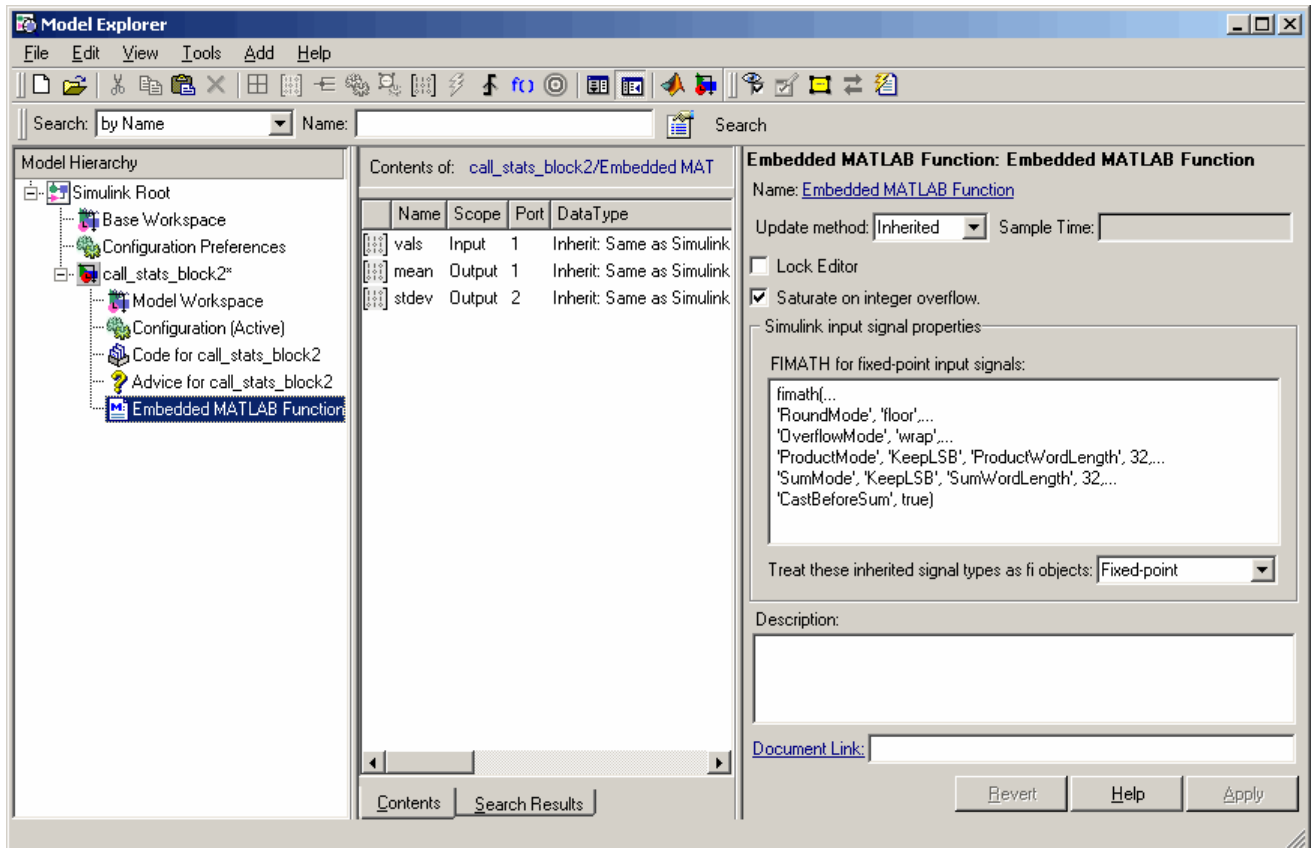 Model Explorer
File Edit View Tools Add Help
f()
Search: by Name Name: Search
Model Hierarchy
Simulink Root
Base Workspace
Configuration Preferences
call_stats_block2*
Model Workspace
Configuration (Active)
Code for call_stats_block2
Advice for call_stats_block2
Embedded MATLAB Function
Contents of: call_stats_block2/Embedded MAT
Name Scope Port DataType
vals Input 1 Inherit: Same as Simulink
mean Output 1 Inherit: Same as Simulink
stdev Output 2 Inherit: Same as Simulink
Contents Search Results
Embedded MATLAB Function: Embedded MATLAB Function
Name: Embedded MATLAB Function
Update method: Inherited Sample Time:
Lock Editor
Saturate on integer overflow.
Simulink input signal properties
FIMATH for fixed-point input signals:
fimath(...
'RoundMode', 'floor',...
'OverflowMode', 'wrap',...
'ProductMode', 'KeepLSB', 'ProductWordLength', 32,...
'SumMode', 'KeepLSB', 'SumWordLength', 32,...
'CastBeforeSum', true)
Treat these inherited signal types as fi objects: Fixed-point
Description:
Document Link:
Revert Help Apply